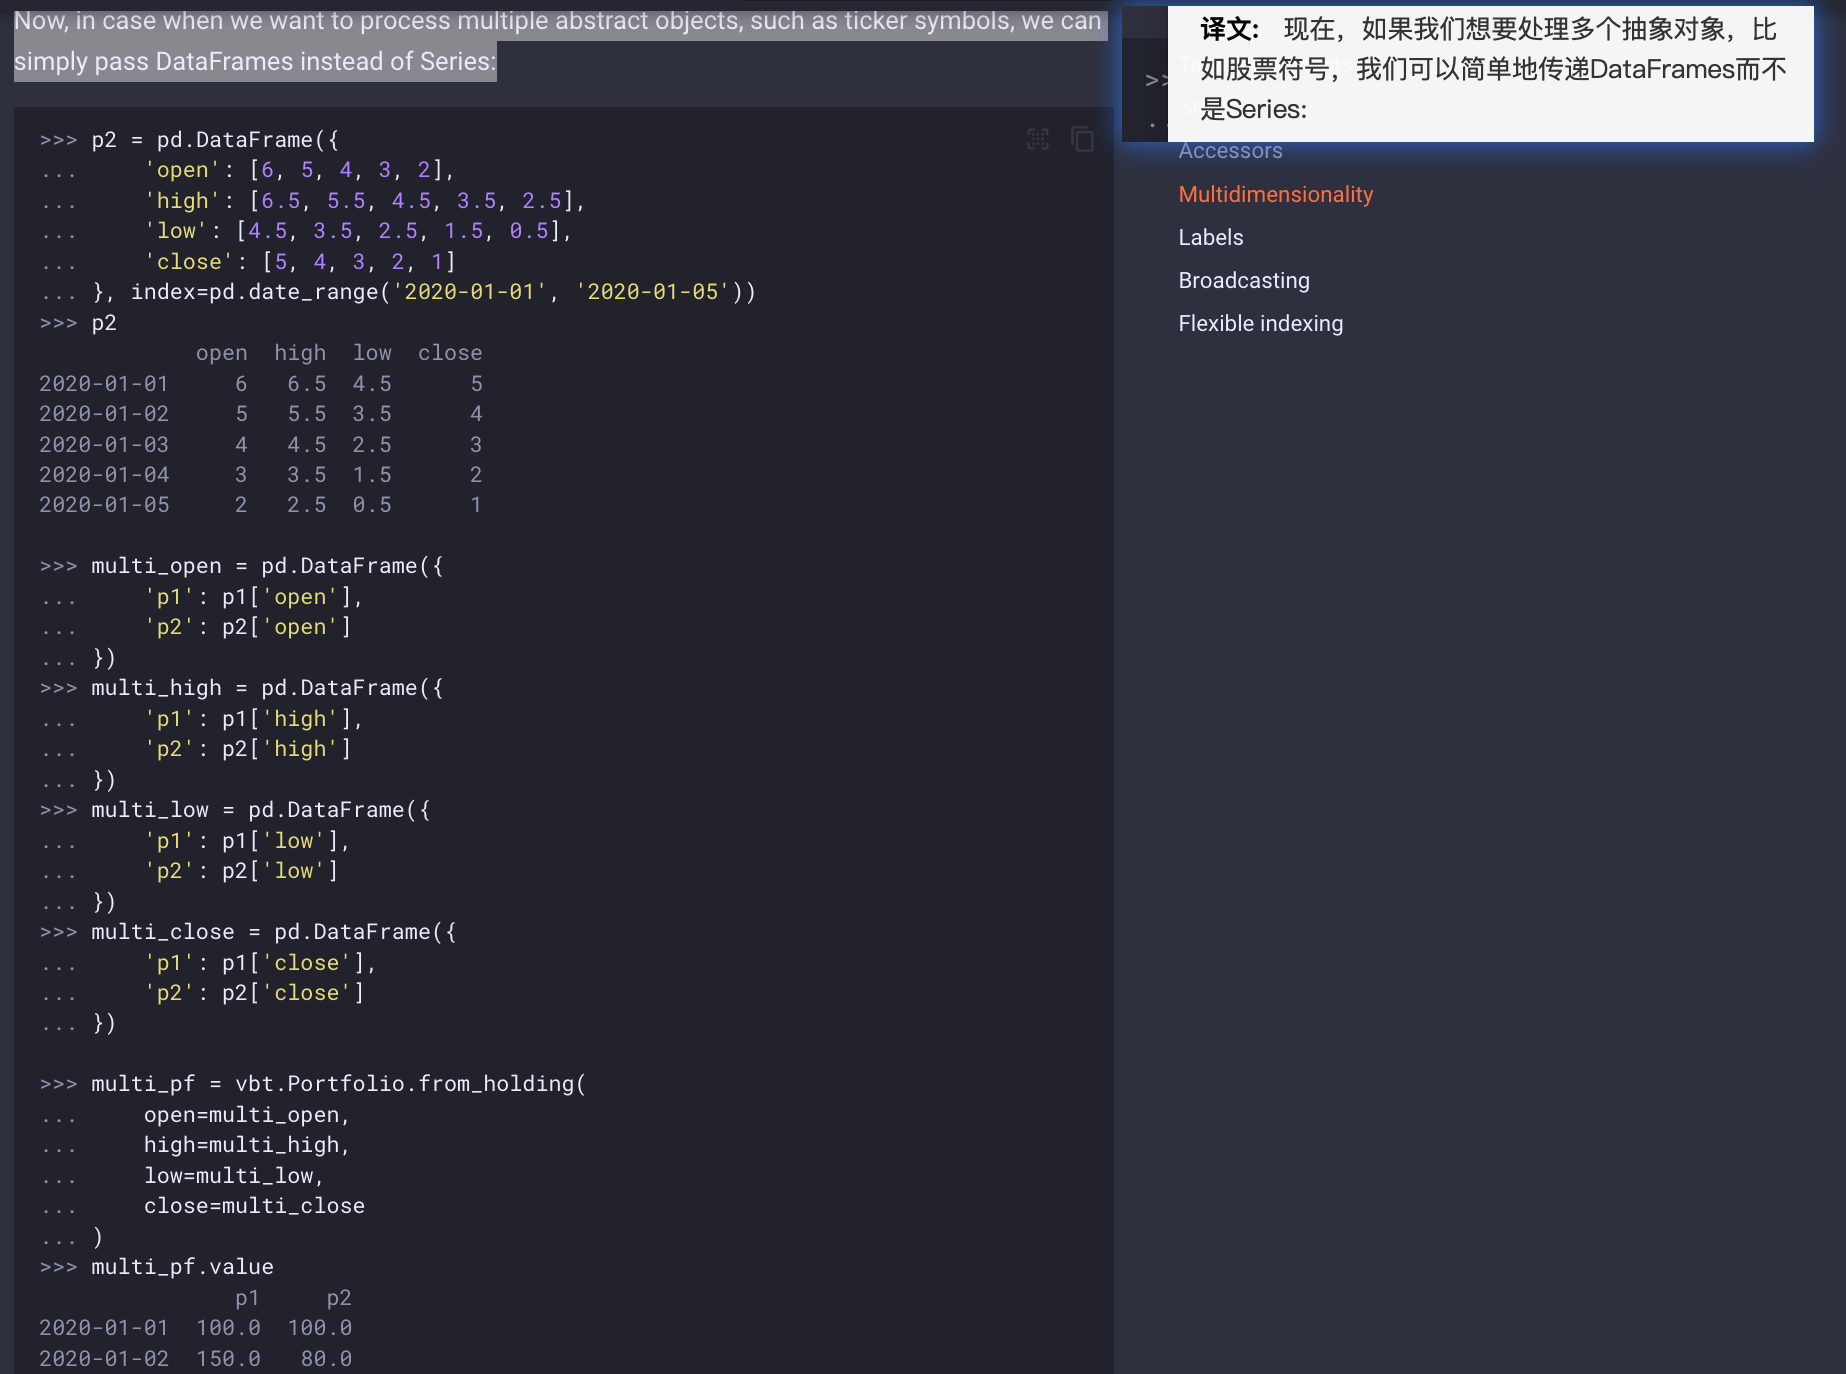 Now, in case when we want to process multiple abstract objects, such as ticker symbols, we can
simply pass DataFrames instead of Series:
>>> p2 = pd.DataFrame({
...     'open': [6, 5, 4, 3, 2],
...     'high': [6.5, 5.5, 4.5, 3.5, 2.5],
...     'low': [4.5, 3.5, 2.5, 1.5, 0.5],
...     'close': [5, 4, 3, 2, 1]
... }, index=pd.date_range('2020-01-01', '2020-01-05'))
>>> p2
            open  high  low  close
2020-01-01     6   6.5  4.5      5
2020-01-02     5   5.5  3.5      4
2020-01-03     4   4.5  2.5      3
2020-01-04     3   3.5  1.5      2
2020-01-05     2   2.5  0.5      1
>>> multi_open = pd.DataFrame({
...     'p1': p1['open'],
...     'p2': p2['open']
... })
>>> multi_high = pd.DataFrame({
...     'p1': p1['high'],
...     'p2': p2['high']
... })
>>> multi_low = pd.DataFrame({
...     'p1': p1['low'],
...     'p2': p2['low']
... })
>>> multi_close = pd.DataFrame({
...     'p1': p1['close'],
...     'p2': p2['close']
... })
>>> multi_pf = vbt.Portfolio.from_holding(
...     open=multi_open,
...     high=multi_high,
...     low=multi_low,
...     close=multi_close
... )
>>> multi_pf.value
               p1     p2
2020-01-01  100.0  100.0
2020-01-02  150.0   80.0
译文: 现在，如果我们想要处理多个抽象对象，比
如股票符号，我们可以简单地传递DataFrames而不
是Series:
>>
..
Accessors
Multidimensionality
Labels
Broadcasting
Flexible indexing